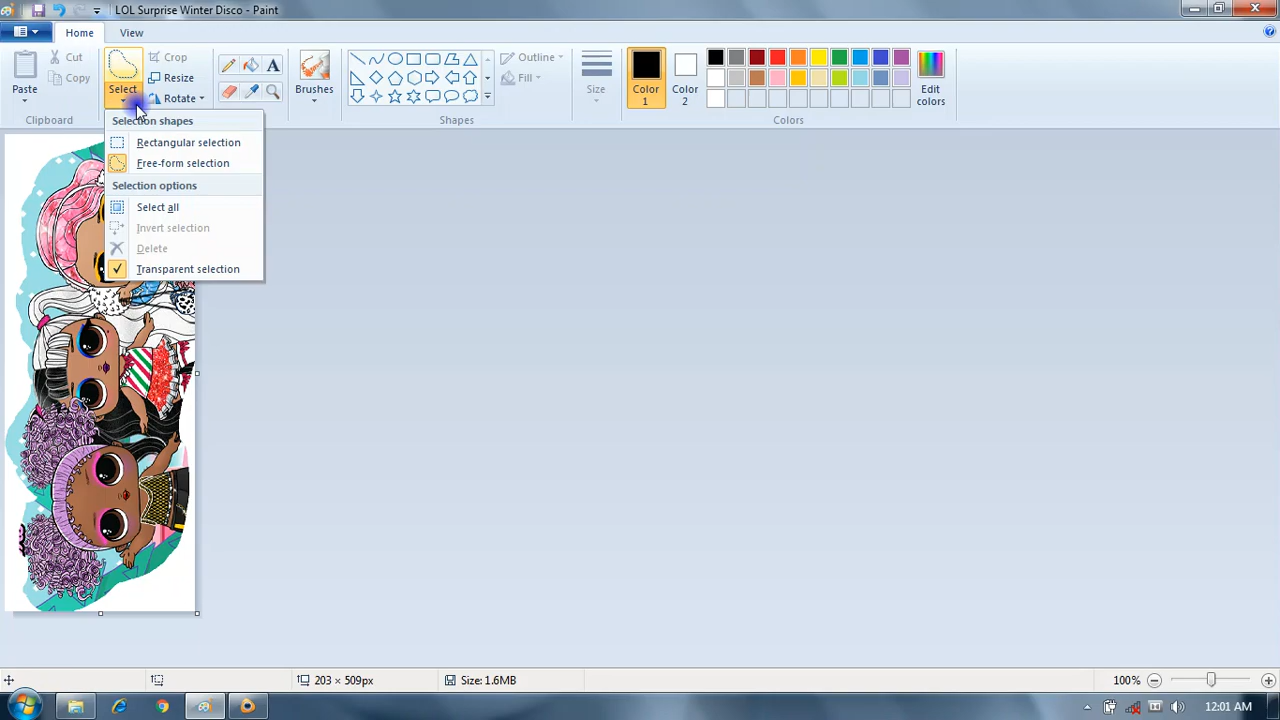 LOL Surprise Winter Disco - Paint
Home View
Paste
Cut
Copy
Clipboard
Select
Crop
Resize
Rotate
Brushes
Outline
Fill
Shapes
Size
Color 1
Color 2
Edit colors
Colors
Selection shapes
Rectangular selection
Free-form selection
Selection options
Select all
Invert selection
Delete
Transparent selection
203 × 509px
Size: 1.6MB
100%
12:01 AM